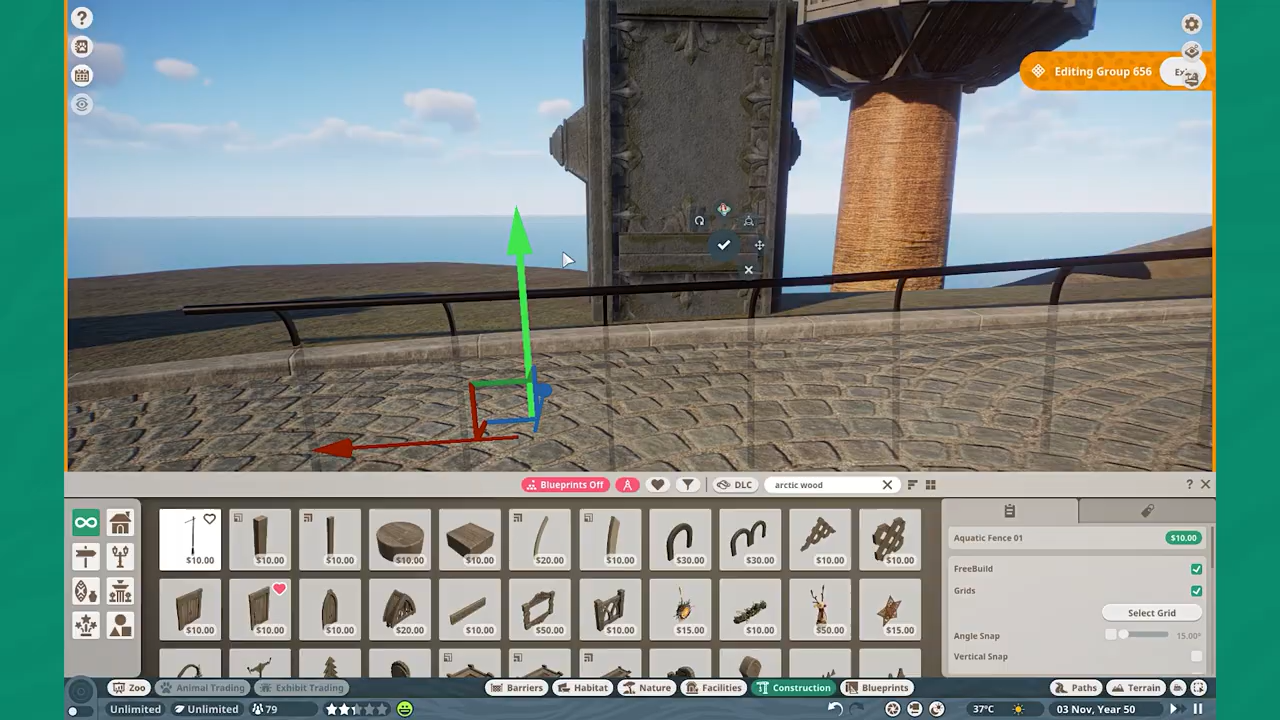 ?
Editing Group 656
Ex
Blueprints Off
DLC
arctic wood
?
$10.00
$10.00
$10.00
$10.00
$10.00
$20.00
$10.00
$30.00
$30.00
$10.00
$10.00
$10.00
$10.00
$10.00
$20.00
$10.00
$50.00
$10.00
$15.00
$10.00
$50.00
$15.00
Aquatic Fence 01
$10.00
FreeBuild
Grids
Select Grid
Angle Snap
15.00°
Vertical Snap
Zoo
Animal Trading
Exhibit Trading
Barriers
Habitat
Nature
Facilities
Construction
Blueprints
Paths
Terrain
Unlimited
Unlimited
79
37°C
03 Nov, Year 50